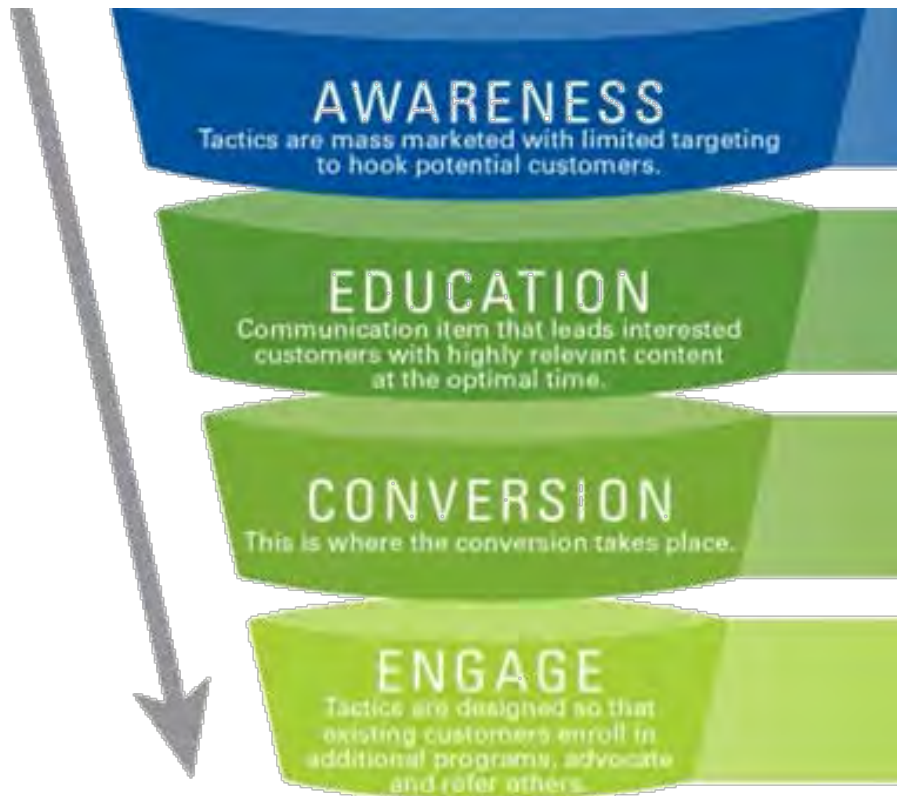 AWARENESS
Tactics are mass marketed with limited targeting
to hook potential customers.
EDUCATION
Communication item that leads interested
customers with highly relevant content
at the optimal time.
CONVERSION
This is where the conversion takes place.
ENGAGE
Tactics are designed so that
existing customers enroll in
additional programs, advocate
and refer others.